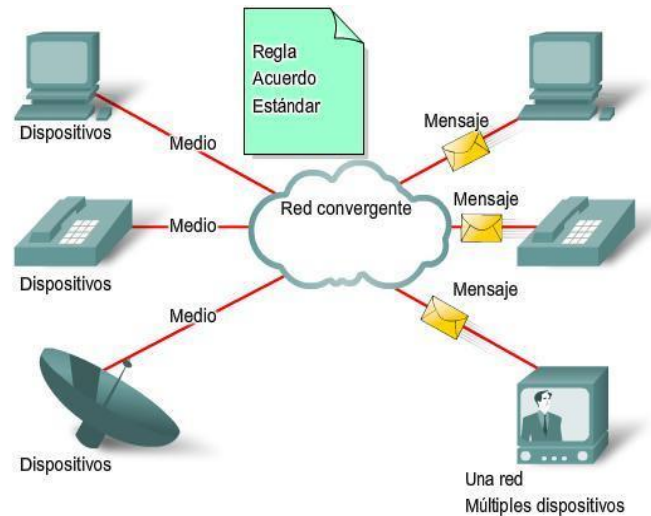 Regla
Acuerdo
Estándar
Mensaje
Dispositivos
Medio
Red convergente
Medio
Mensaje
Dispositivos
Mensaje
Medio
Dispositivos
Una red
Múltiples dispositivos